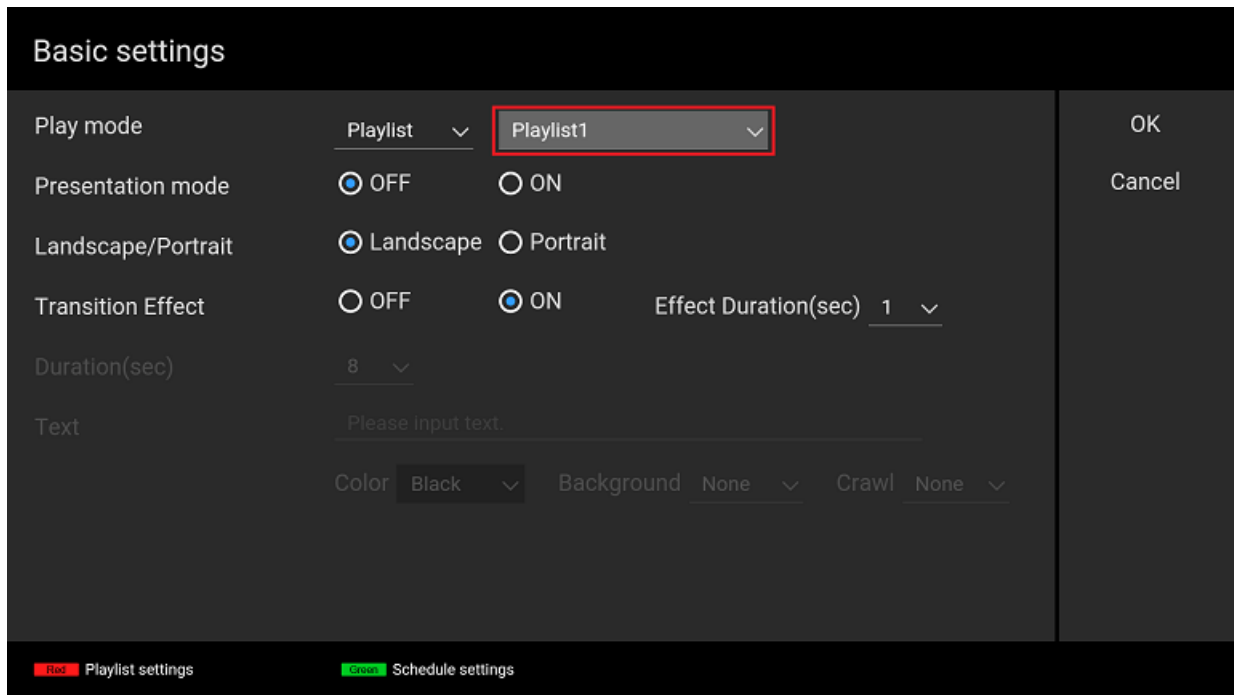 Basic settings
Play mode Playlist Playlist1 OK
Presentation mode OFF ON Cancel
Landscape/Portrait Landscape Portrait
Transition Effect OFF ON Effect Duration(sec) 1
Duration(sec) 8
Text Please input text.
Color Black Background None Crawl None
Red Playlist settings Green Schedule settings